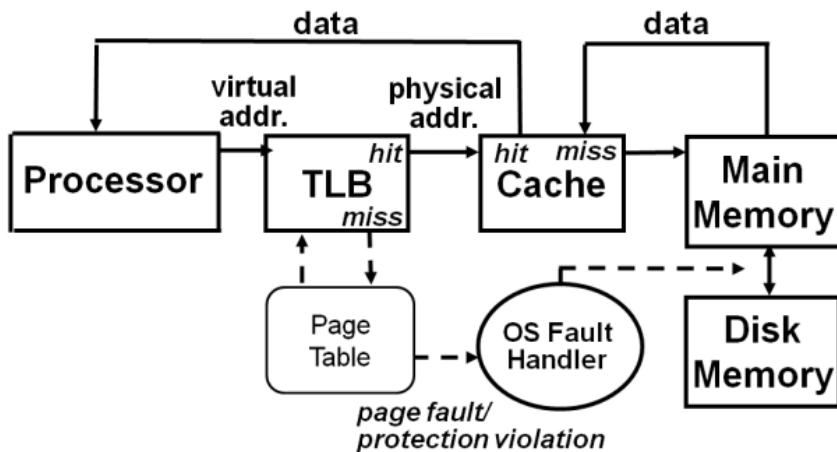 data
data
virtual
addr.
physical
addr.
Processor
hit
TLB
miss
hit miss
Cache
Main
Memory
Page
Table
OS Fault
Handler
Disk
Memory
page fault/
protection violation